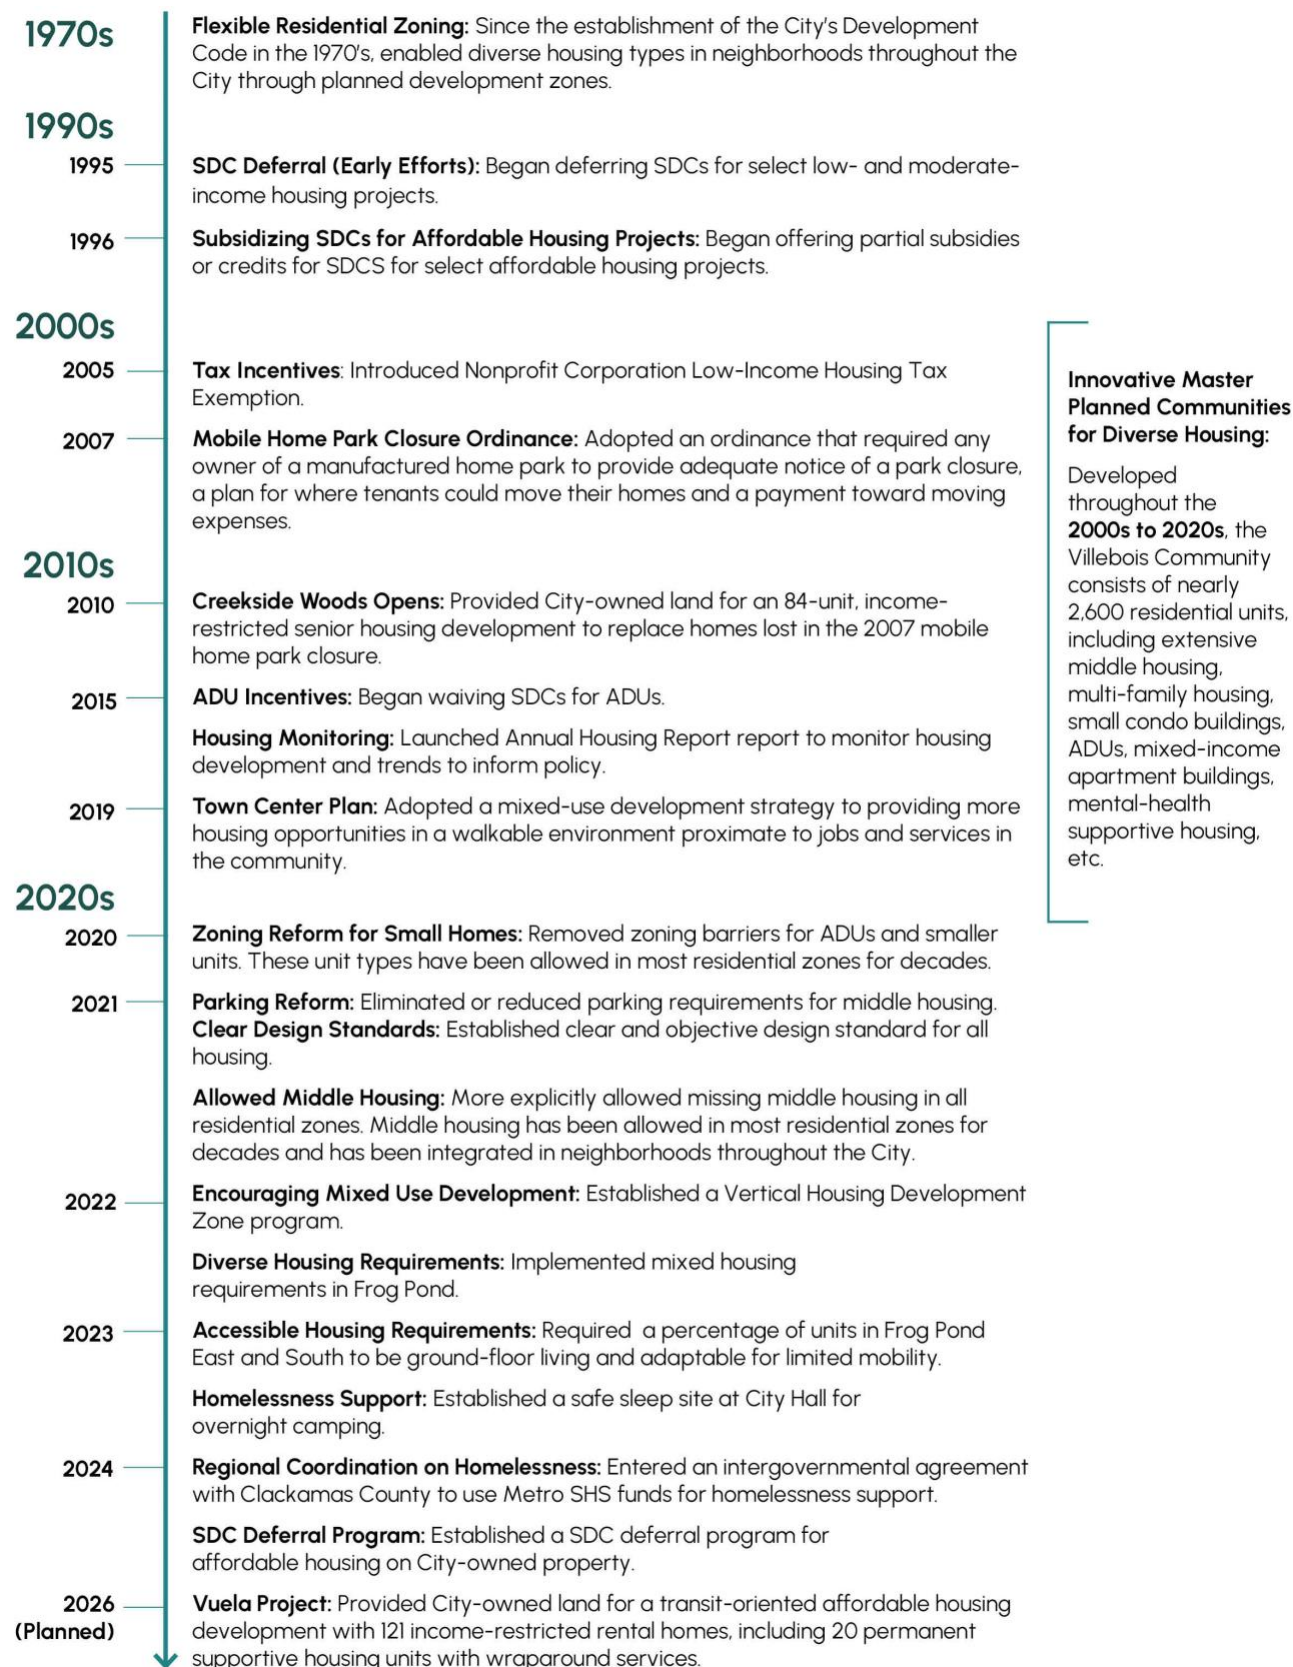 1970s
Flexible Residential Zoning: Since the establishment of the City's Development
Code in the 1970's, enabled diverse housing types in neighborhoods throughout the
City through planned development zones.
1990s
1995
SDC Deferral (Early Efforts): Began deferring SDCs for select low- and moderate-
income housing projects.
1996
Subsidizing SDCs for Affordable Housing Projects: Began offering partial subsidies
or credits for SDCS for select affordable housing projects.
2000s
2005
Tax Incentives: Introduced Nonprofit Corporation Low-Income Housing Tax
Exemption.
2007
Mobile Home Park Closure Ordinance: Adopted an ordinance that required any
owner of a manufactured home park to provide adequate notice of a park closure,
a plan for where tenants could move their homes and a payment toward moving
expenses.
2010s
2010
Creekside Woods Opens: Provided City-owned land for an 84-unit, income-
restricted senior housing development to replace homes lost in the 2007 mobile
home park closure.
2015
ADU Incentives: Began waiving SDCs for ADUs.
Housing Monitoring: Launched Annual Housing Report report to monitor housing
development and trends to inform policy.
2019
Town Center Plan: Adopted a mixed-use development strategy to providing more
housing opportunities in a walkable environment proximate to jobs and services in
the community.
2020s
2020
Zoning Reform for Small Homes: Removed zoning barriers for ADUs and smaller
units. These unit types have been allowed in most residential zones for decades.
2021
Parking Reform: Eliminated or reduced parking requirements for middle housing.
Clear Design Standards: Established clear and objective design standard for all
housing.
Allowed Middle Housing: More explicitly allowed missing middle housing in all
residential zones. Middle housing has been allowed in most residential zones for
decades and has been integrated in neighborhoods throughout the City.
2022
Encouraging Mixed Use Development: Established a Vertical Housing Development
Zone program.
Diverse Housing Requirements: Implemented mixed housing
requirements in Frog Pond.
2023
Accessible Housing Requirements: Required a percentage of units in Frog Pond
East and South to be ground-floor living and adaptable for limited mobility.
Homelessness Support: Established a safe sleep site at City Hall for
overnight camping.
2024
Regional Coordination on Homelessness: Entered an intergovernmental agreement
with Clackamas County to use Metro SHS funds for homelessness support.
SDC Deferral Program: Established a SDC deferral program for
affordable housing on City-owned property.
2026
(Planned)
Vuela Project: Provided City-owned land for a transit-oriented affordable housing
development with 121 income-restricted rental homes, including 20 permanent
supportive housing units with wraparound services.
Innovative Master
Planned Communities
for Diverse Housing:
Developed
throughout the
2000s to 2020s, the
Villebois Community
consists of nearly
2,600 residential units,
including extensive
middle housing,
multi-family housing,
small condo buildings,
ADUs, mixed-income
apartment buildings,
mental-health
supportive housing,
etc.